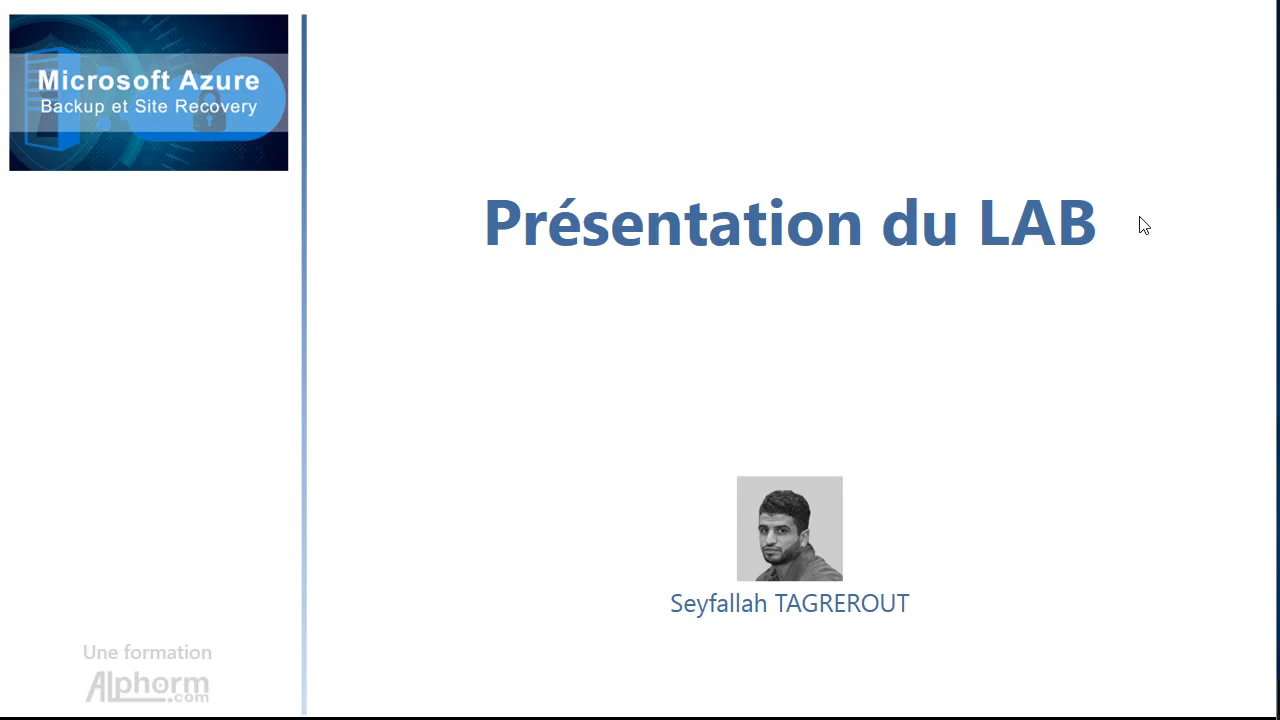 Microsoft Azure
Backup et Site Recovery
Présentation du LAB
Seyfallah TAGREROUT
Une formation
Alphorm
.com